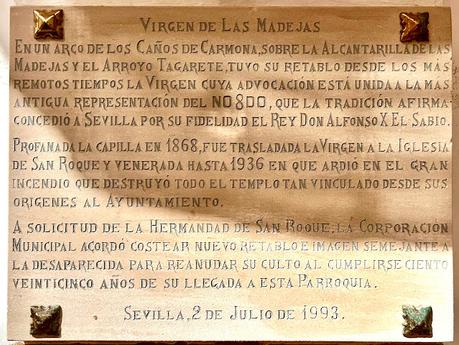 VIRGEN DE LAS MADEJAS
EN UN ARCO DE LOS CAÑOS DE CARMONA, SOBRE LA ALCANTARILLA DE LAS
MADEJAS Y EL ARROYO TAGARETE, TUVO SU RETABLO DESDE LOS MÁS
REMOTOS TIEMPOS LA VIRGEN CUYA ADVOCACIÓN ESTÁ UNIDA A LA MAS
ANTIGUA REPRESENTACIÓN DEL NO8DO, QUE LA TRADICIÓN AFIRMA
CONCEDIÓ A SEVILLA POR SU FIDELIDAD EL REY DON ALFONSO X EL SABIO.
PROFANADA LA CAPILLA EN 1868, FUE TRASLADADA LA VIRGEN A LA IGLESIA
DE SAN ROQUE Y VENERADA HASTA 1936 EN QUE ARDIÓ EN EL GRAN
INCENDIO QUE DESTRUYÓ TODO EL TEMPLO TAN VINCULADO DESDE SUS
ORIGENES AL AYUNTAMIENTO.
A SOLICITUD DE LA HERMANDAD DE SAN ROQUE; LA CORPORACIÓN
MUNICIPAL ACORDÓ COSTEAR NUEVO RETABLO E IMAGEN SEMEJANTE A
LA DESAPARECIDA PARA REANUDAR SU CULTO AL CUMPLIRSE CIENTO
VEINTICINCO AÑOS DE SU LLEGADA A ESTA PARROQUIA.
SEVILLA, 2 DE JULIO DE 1993.